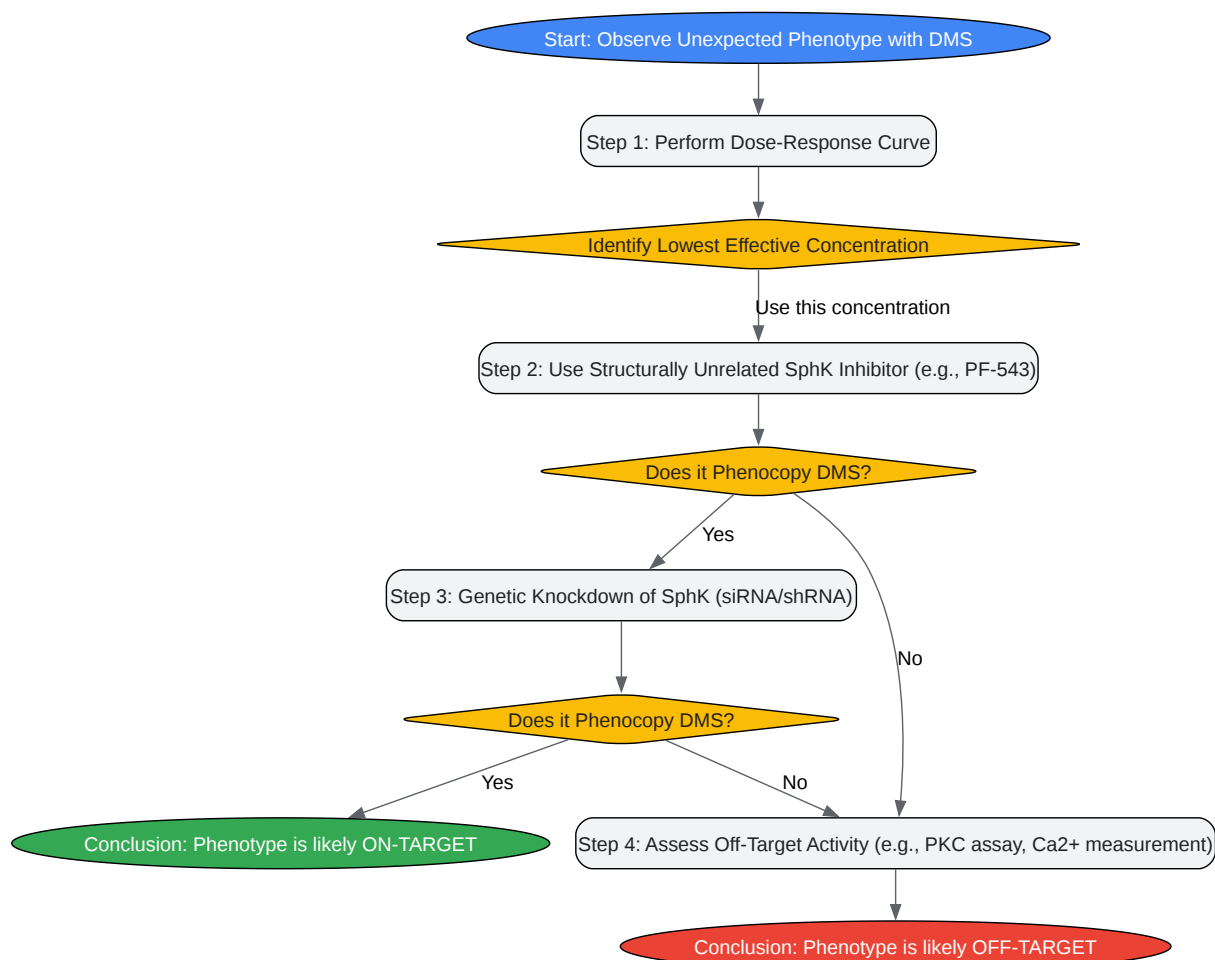 Start: Observe Unexpected Phenotype with DMS
Step 1: Perform Dose-Response Curve
Identify Lowest Effective Concentration
Use this concentration
Step 2: Use Structurally Unrelated SphK Inhibitor (e.g., PF-543)
Does it Phenocopy DMS?
Yes
Step 3: Genetic Knockdown of SphK (siRNA/shRNA)
No
Does it Phenocopy DMS?
Yes
No
Conclusion: Phenotype is likely ON-TARGET
Step 4: Assess Off-Target Activity (e.g., PKC assay, Ca2+ measurement)
Conclusion: Phenotype is likely OFF-TARGET